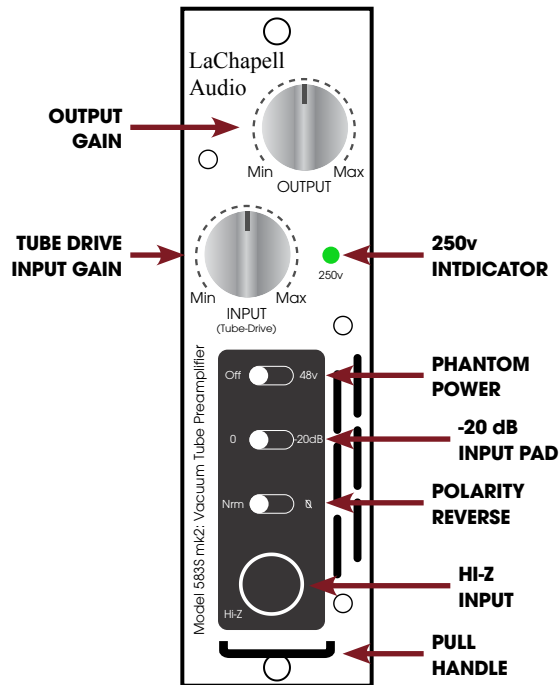 LaChapell
Audio
OUTPUT
GAIN
Min
Max
OUTPUT
TUBE DRIVE
INPUT GAIN
250v
INTDICATOR
250v
Min
Max
INPUT
(Tube-Drive)
Model 583S mk2: Vacuum Tube Preamplifier
Off
48v
PHANTOM
POWER
0
-20dB
-20 dB
INPUT PAD
Nrm
POLARITY
REVERSE
Hi-Z
HI-Z
INPUT
PULL
HANDLE